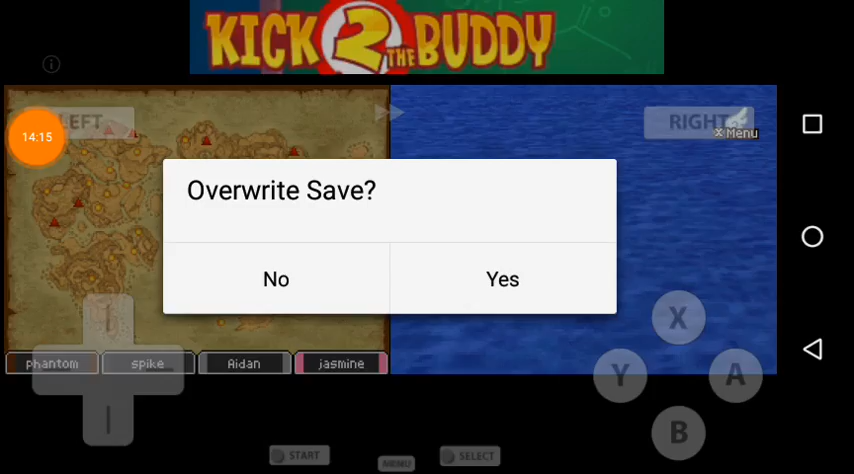 KICK 2 THE BUDDY
LEFT
14:15
RIGHT
X Menu
Overwrite Save?
No
Yes
X
Y
A
B
phantom
spike
Aidan
jasmine
START
MENU
SELECT